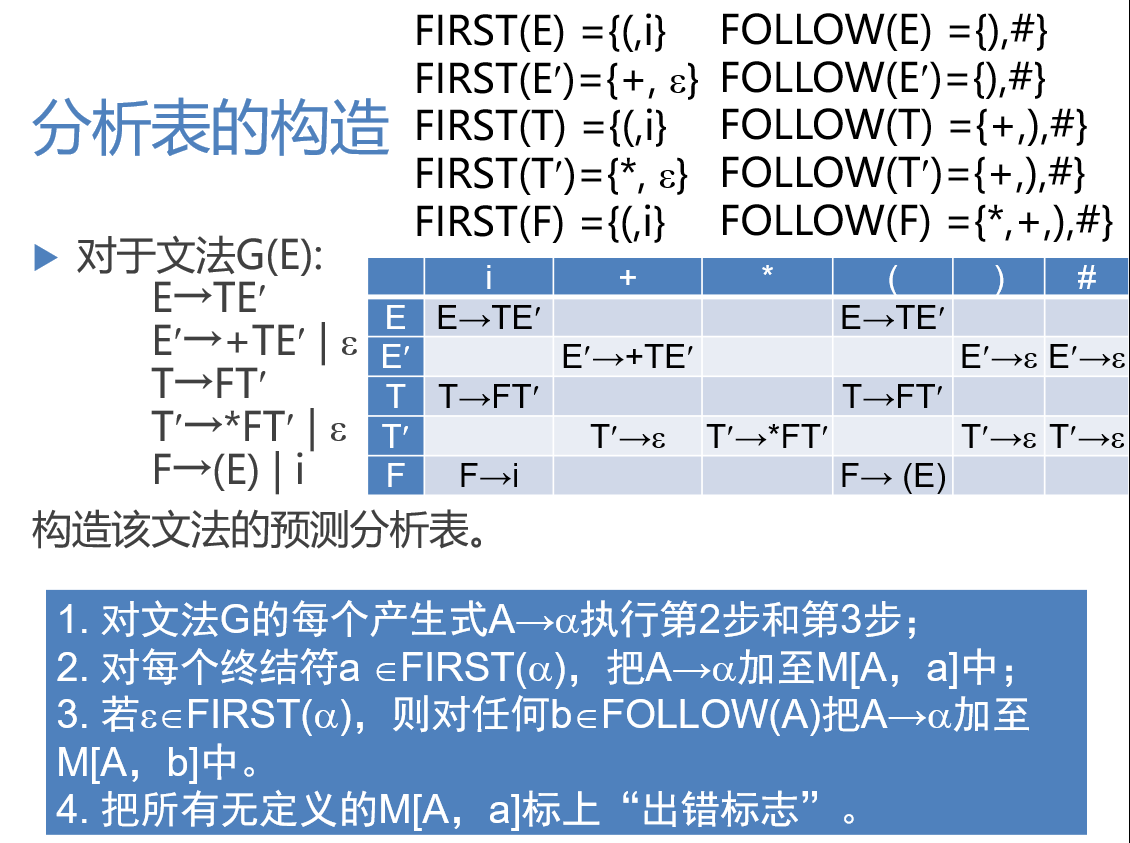 FIRST(E) ={(,i} FOLLOW(E) ={),#}
FIRST(E′)={+, ε} FOLLOW(E′)={),#}
FIRST(T) ={(,i} FOLLOW(T) ={+,),#}
FIRST(T′)={*, ε} FOLLOW(T′)={+,),#}
FIRST(F) ={(,i} FOLLOW(F) ={*,+,),#}
分析表的构造
对于文法G(E):
E→TE′
E′→+TE′ | ε
T→FT′
T′→*FT′ | ε
F→(E) | i
i + * ( ) #
E E→TE′ E→TE′
E′ E′→+TE′ E′→ε E′→ε
T T→FT′ T→FT′
T′ T′→ε T′→*FT′ T′→ε T′→ε
F F→i F→ (E)
构造该文法的预测分析表。
1. 对文法G的每个产生式A→α执行第2步和第3步；
2. 对每个终结符a ∈FIRST(α)，把A→α加至M[A，a]中；
3. 若ε∈FIRST(α)，则对任何b∈FOLLOW(A)把A→α加至
M[A，b]中。
4. 把所有无定义的M[A，a]标上“出错标志”。